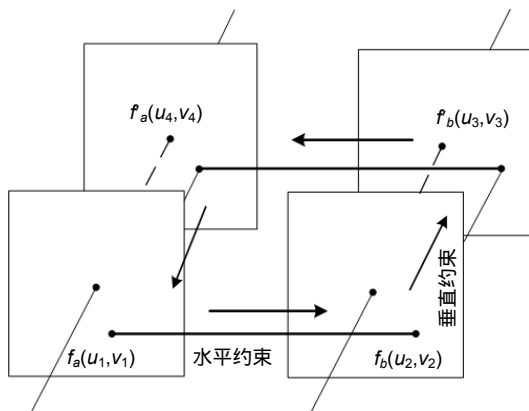 f'a(u4,v4)
f'b(u3,v3)
垂直约束
fa(u1,v1)
水平约束
fb(u2,v2)